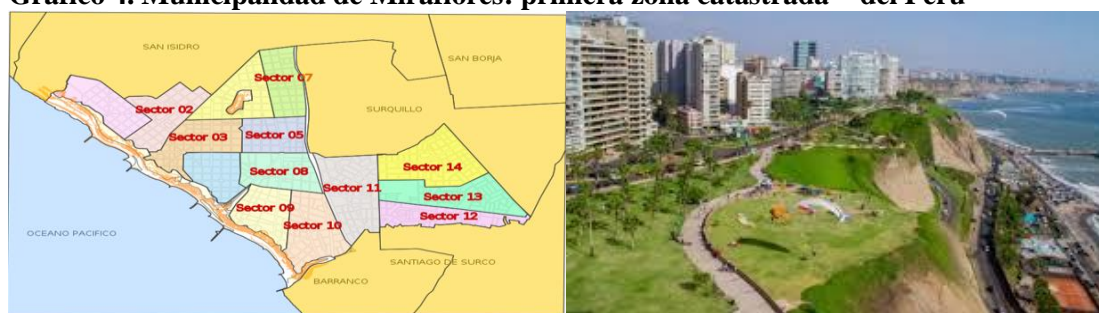 Gráfico 4. Municipalidad de Miraflores: primera zona catastrada   del Perú
SAN ISIDRO
SAN BORJA
Sector 07
SURQUILLO
Sector 02
Sector 03
Sector 05
Sector 14
Sector 08
Sector 11
Sector 13
Sector 09
Sector 12
Sector 10
OCEANO PACIFICO
SANTIAGO DE SURCO
BARRANCO